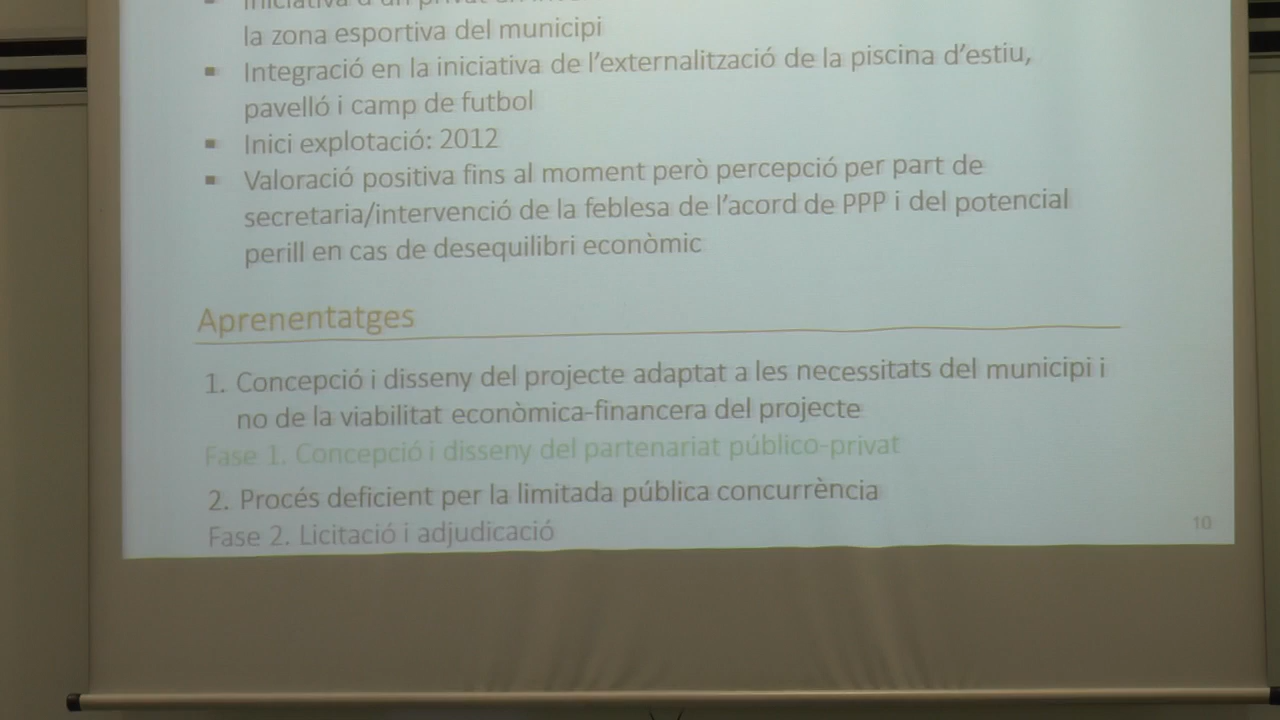 la zona esportiva del municipi
▪ Integració en la iniciativa de l'externalització de la piscina d'estiu,
pavelló i camp de futbol
▪ Inici explotació: 2012
▪ Valoració positiva fins al moment però percepció per part de
secretaria/intervenció de la feblesa de l'acord de PPP i del potencial
perill en cas de desequilibri econòmic
Aprenentatges
1. Concepció i disseny del projecte adaptat a les necessitats del municipi i
no de la viabilitat econòmica-financera del projecte
Fase 1. Concepció i disseny del partenariat público-privat
2. Procés deficient per la limitada pública concurrència
Fase 2. Licitació i adjudicació
10